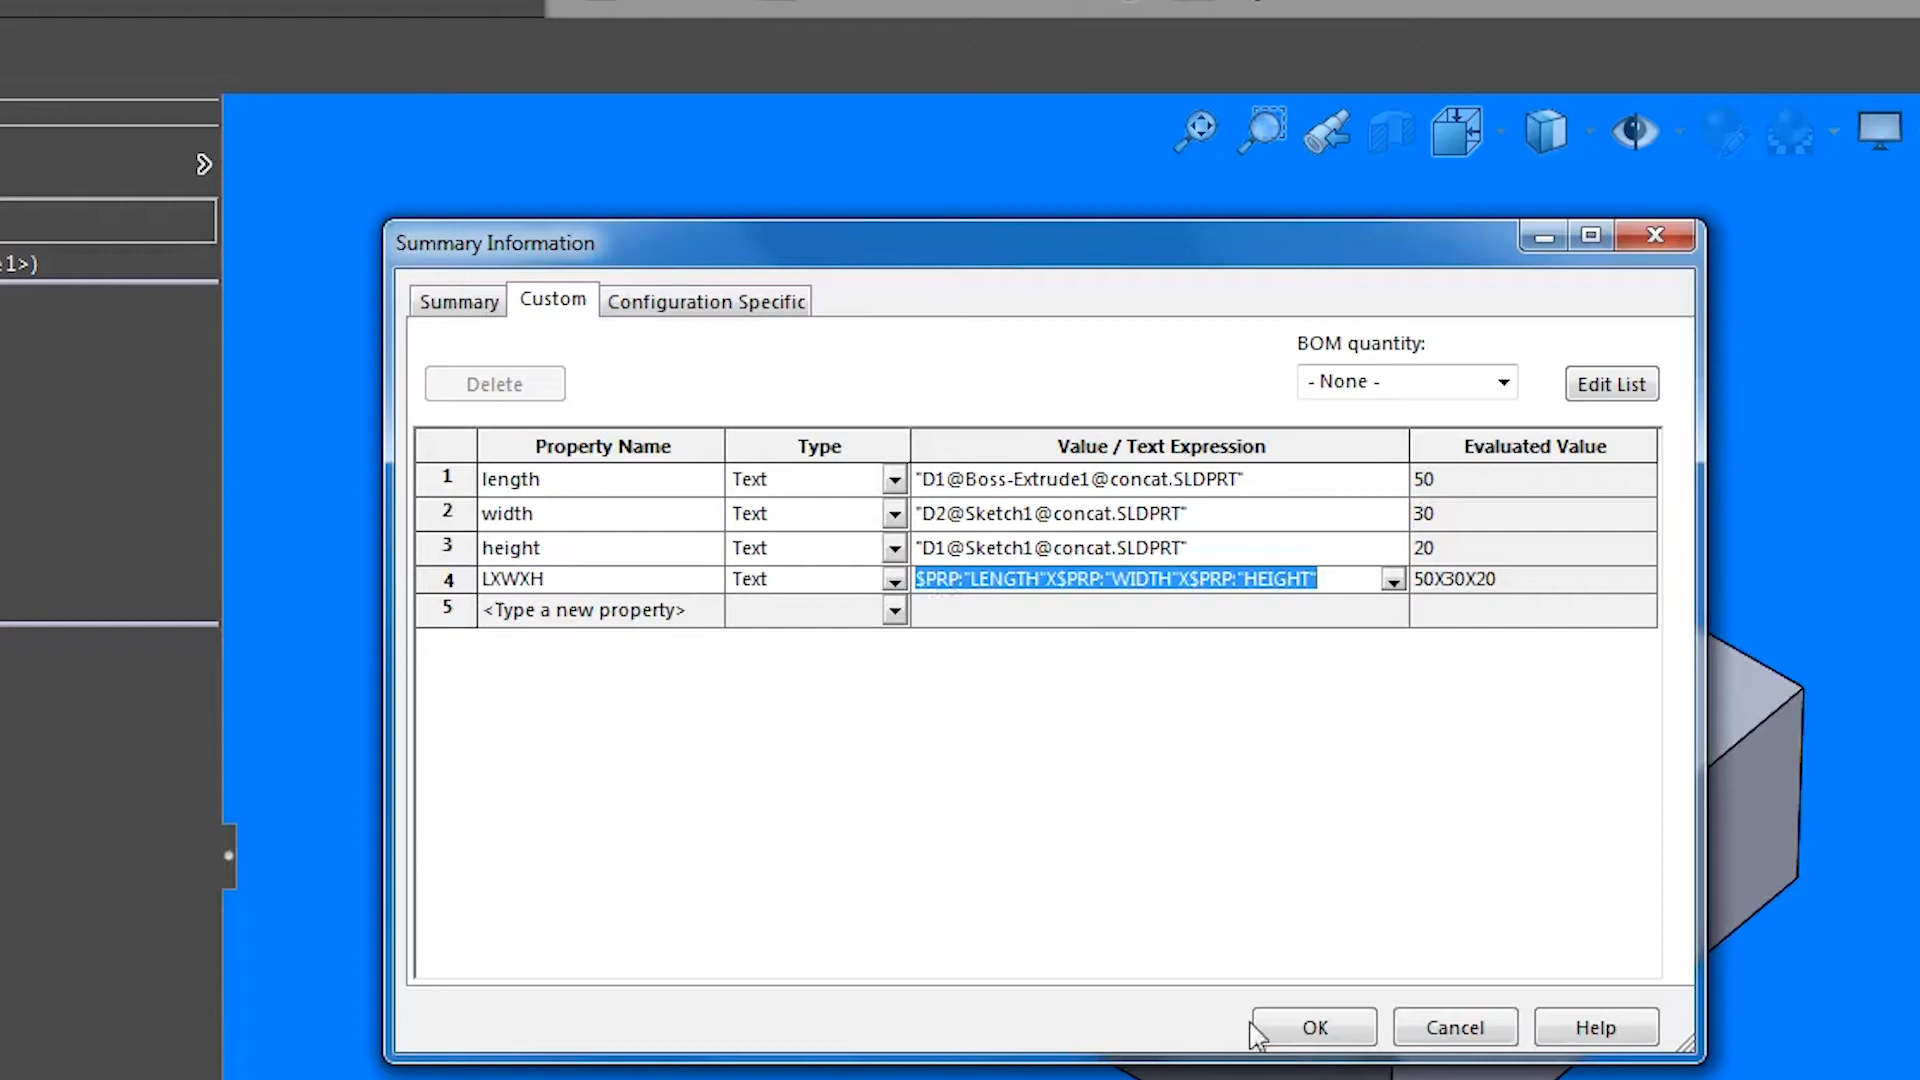 :1>)
Summary Information
Summary
Custom
Configuration Specific
BOM quantity:
Delete
- None -
Edit List
Property Name Type Value / Text Expression Evaluated Value
1 length Text "D1@Boss-Extrude1@concat.SLDPRT" 50
2 width Text "D2@Sketch1@concat.SLDPRT" 30
3 height Text "D1@Sketch1@concat.SLDPRT" 20
4 LXWXH Text $PRP:"LENGTH"X$PRP:"WIDTH"X$PRP:"HEIGHT" 50X30X20
5 <Type a new property>
OK Cancel Help